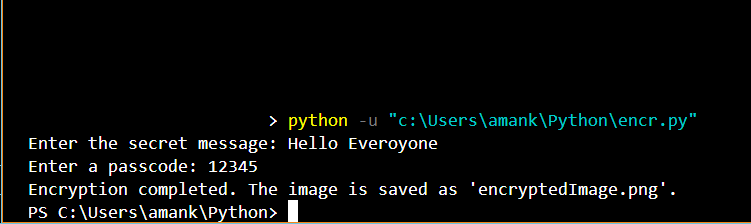 > python -u "c:\Users\amank\Python\encr.py"
Enter the secret message: Hello Everoyone
Enter a passcode: 12345
Encryption completed. The image is saved as 'encryptedImage.png'.
PS C:\Users\amank\Python>